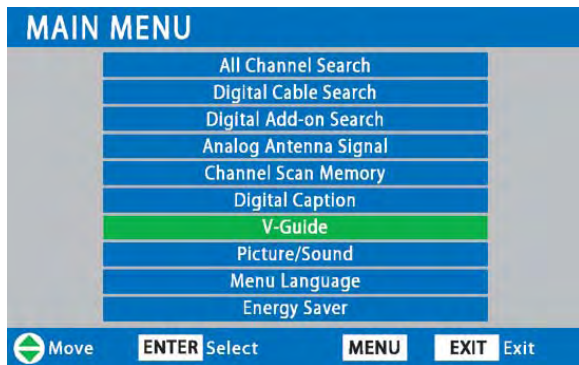 MAIN MENU
All Channel Search
Digital Cable Search
Digital Add-on Search
Analog Antenna Signal
Channel Scan Memory
Digital Caption
V-Guide
Picture/Sound
Menu Language
Energy Saver
Move ENTER Select MENU EXIT Exit